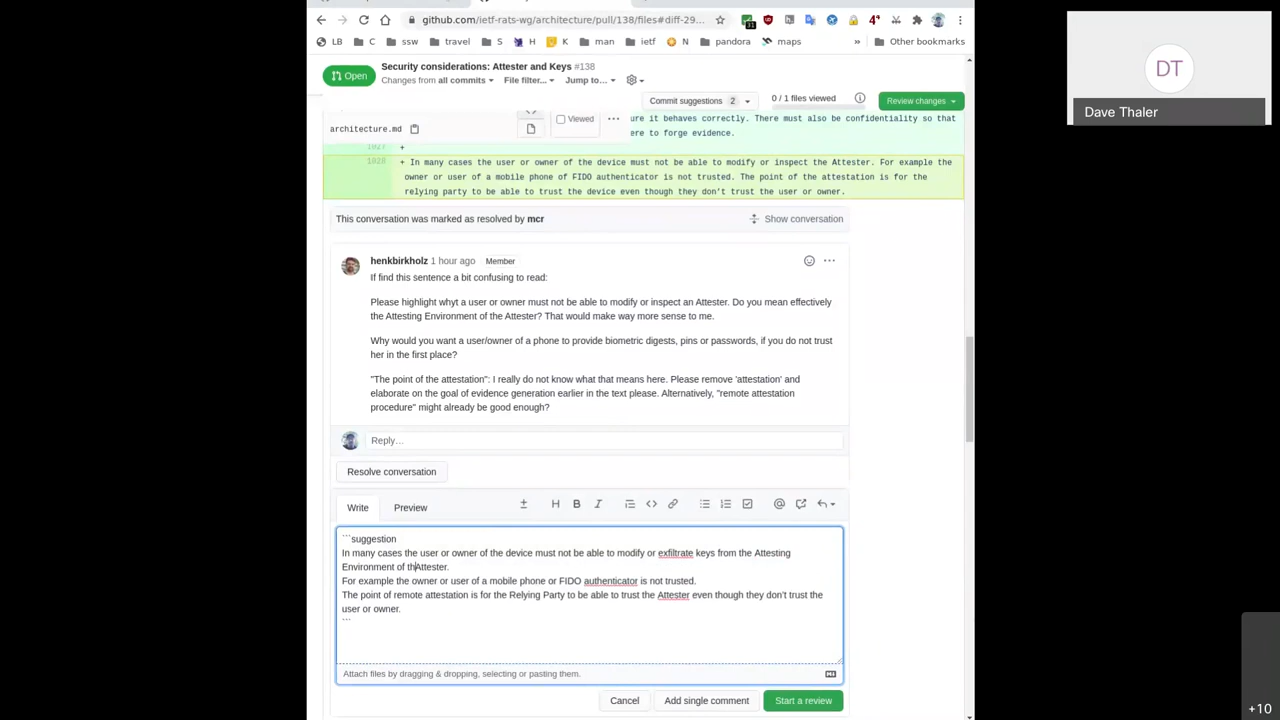 github.com/ietf-rats-wg/architecture/pull/138/files#diff-29...
LB
C
ssw
travel
S
H
K
man
ietf
N
pandora
maps
»
Other bookmarks
Open
Security considerations: Attester and Keys #138
Changes from all commits
File filter...
Jump to...
Commit suggestions 2
0 / 1 files viewed
Review changes
architecture.md
Viewed
ure it behaves correctly. There must also be confidentiality so that
ere to forge evidence.
1027 +
1028 + In many cases the user or owner of the device must not be able to modify or inspect the Attester. For example the
owner or user of a mobile phone of FIDO authenticator is not trusted. The point of the attestation is for the
relying party to be able to trust the device even though they don't trust the user or owner.
This conversation was marked as resolved by mcr
Show conversation
henkbirkholz 1 hour ago Member
If find this sentence a bit confusing to read:
Please highlight whyt a user or owner must not be able to modify or inspect an Attester. Do you mean effectively
the Attesting Environment of the Attester? That would make way more sense to me.
Why would you want a user/owner of a phone to provide biometric digests, pins or passwords, if you do not trust
her in the first place?
"The point of the attestation": I really do not know what that means here. Please remove 'attestation' and
elaborate on the goal of evidence generation earlier in the text please. Alternatively, "remote attestation
procedure" might already be good enough?
Reply...
Resolve conversation
Write
Preview
```suggestion
In many cases the user or owner of the device must not be able to modify or exfiltrate keys from the Attesting
Environment of thAttester.
For example the owner or user of a mobile phone or FIDO authenticator is not trusted.
The point of remote attestation is for the Relying Party to be able to trust the Attester even though they don't trust the
user or owner.
```
Attach files by dragging & dropping, selecting or pasting them.
Cancel
Add single comment
Start a review
DT
Dave Thaler
+10